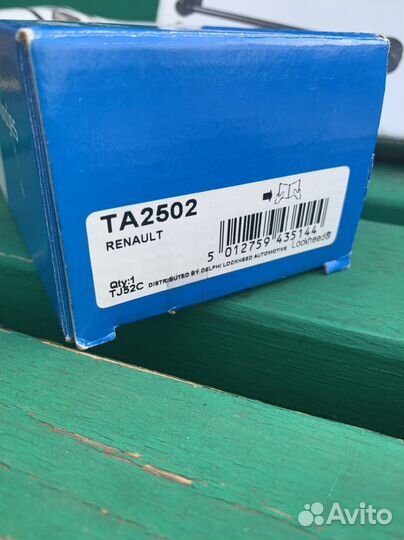 TA2502
RENAULT
Qty:1
TJ52C
DISTRIBUTED BY DELPHI LOCKHEED AUTOMOTIVE
5 012759 435144
Lockheed®
Avito